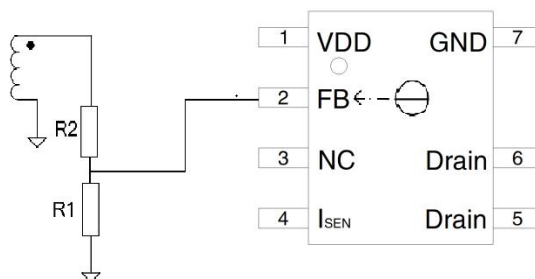 1 VDD GND 7
2 FB
R2
3 NC Drain 6
R1
4 ISEN Drain 5